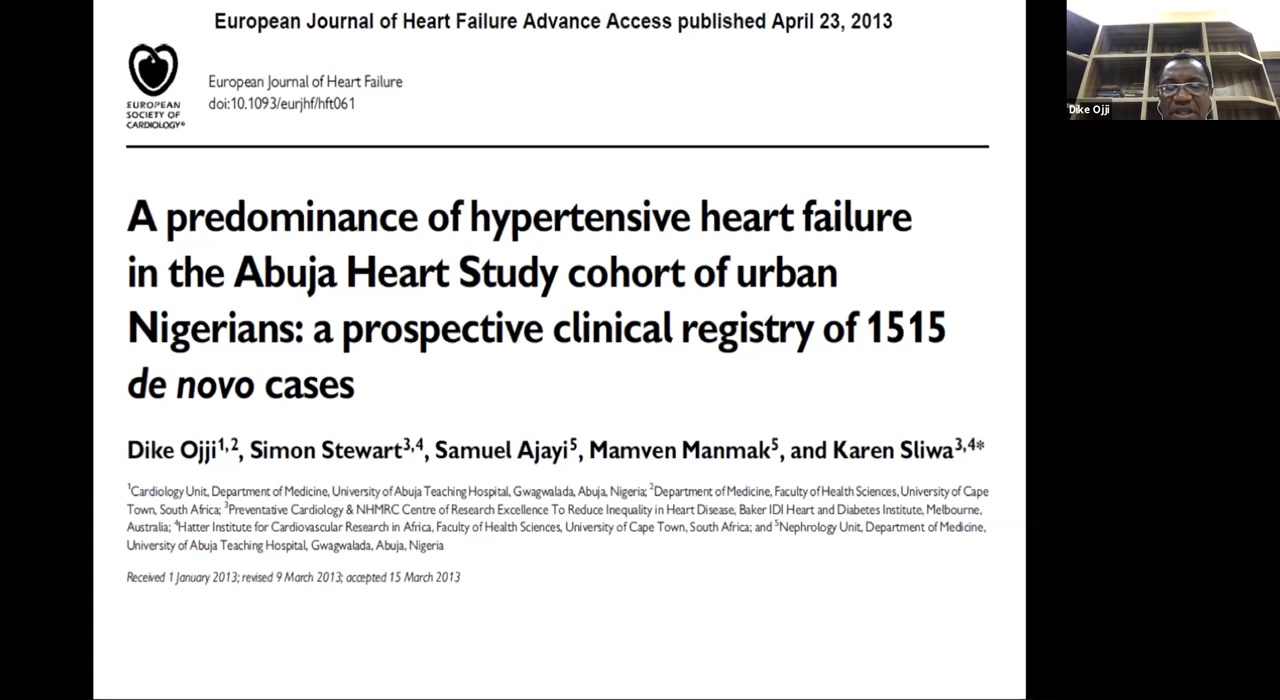 European Journal of Heart Failure Advance Access published April 23, 2013
EUROPEAN
SOCIETY OF
CARDIOLOGY®
European Journal of Heart Failure
doi:10.1093/eurjhf/hft061
A predominance of hypertensive heart failure
in the Abuja Heart Study cohort of urban
Nigerians: a prospective clinical registry of 1515
de novo cases
Dike Ojji1,2, Simon Stewart3,4, Samuel Ajayi5, Mamven Manmak5, and Karen Sliwa3,4*
1Cardiology Unit, Department of Medicine, University of Abuja Teaching Hospital, Gwagwalada, Abuja, Nigeria; 2Department of Medicine, Faculty of Health Sciences, University of Cape
Town, South Africa; 3Preventative Cardiology & NHMRC Centre of Research Excellence To Reduce Inequality in Heart Disease, Baker IDI Heart and Diabetes Institute, Melbourne,
Australia; 4Hatter Institute for Cardiovascular Research in Africa, Faculty of Health Sciences, University of Cape Town, South Africa; and 5Nephrology Unit, Department of Medicine,
University of Abuja Teaching Hospital, Gwagwalada, Abuja, Nigeria
Received 1 January 2013; revised 9 March 2013; accepted 15 March 2013
Dike Ojji